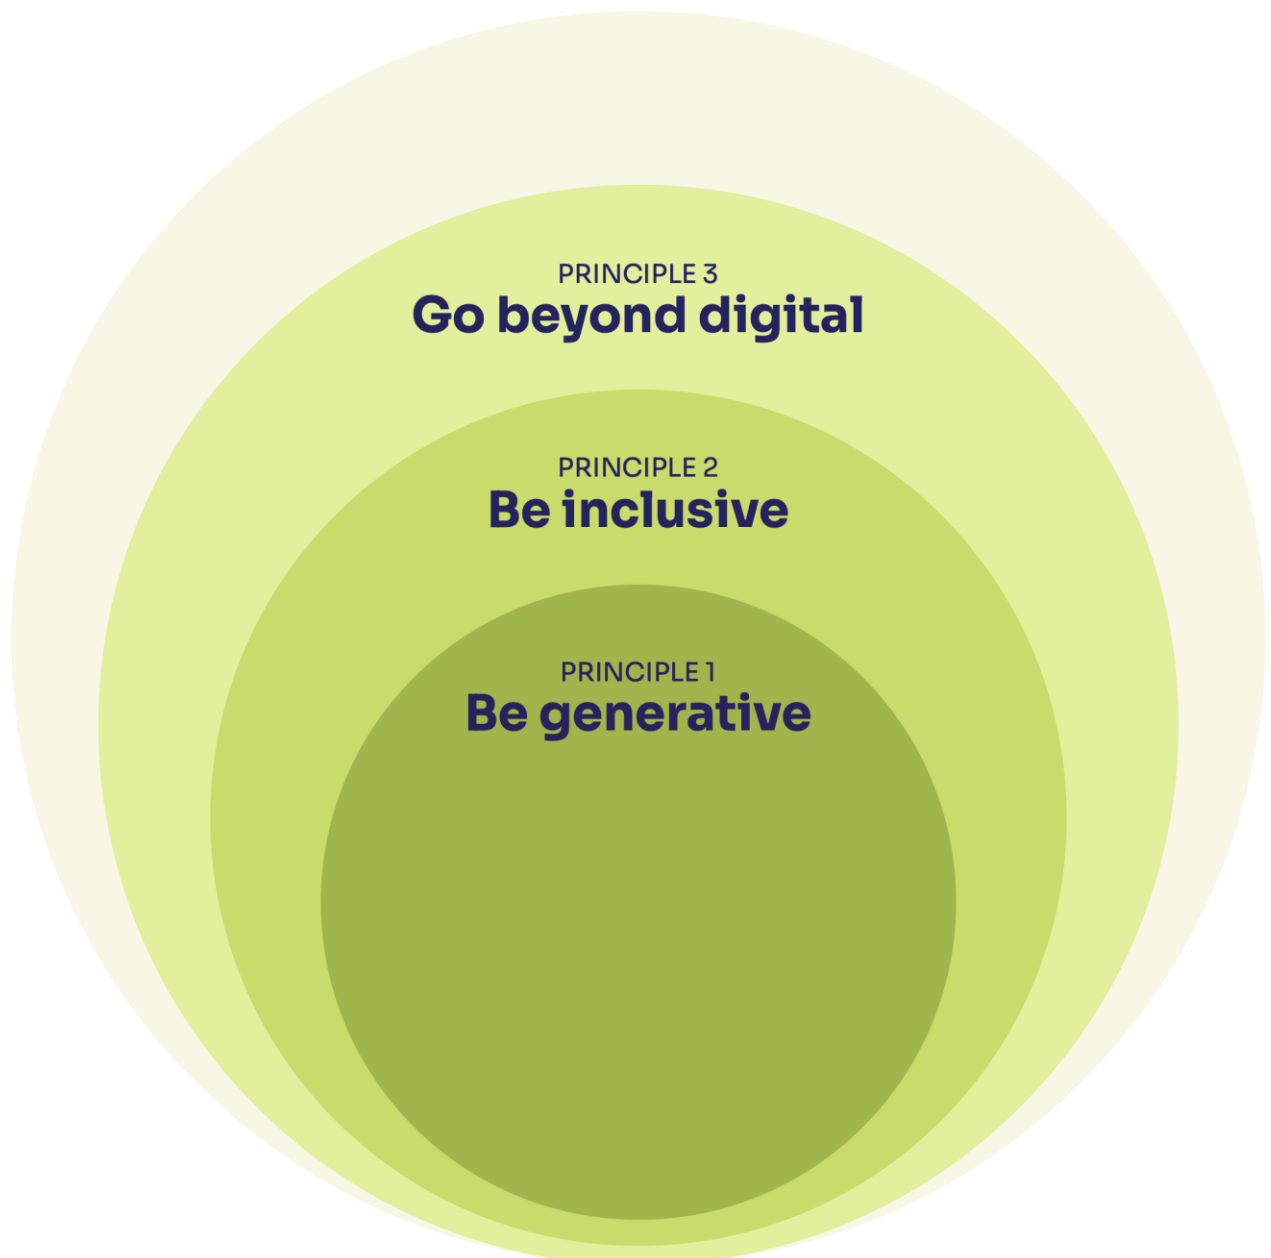 PRINCIPLE 3
Go beyond digital
PRINCIPLE 2
Be inclusive
PRINCIPLE 1
Be generative